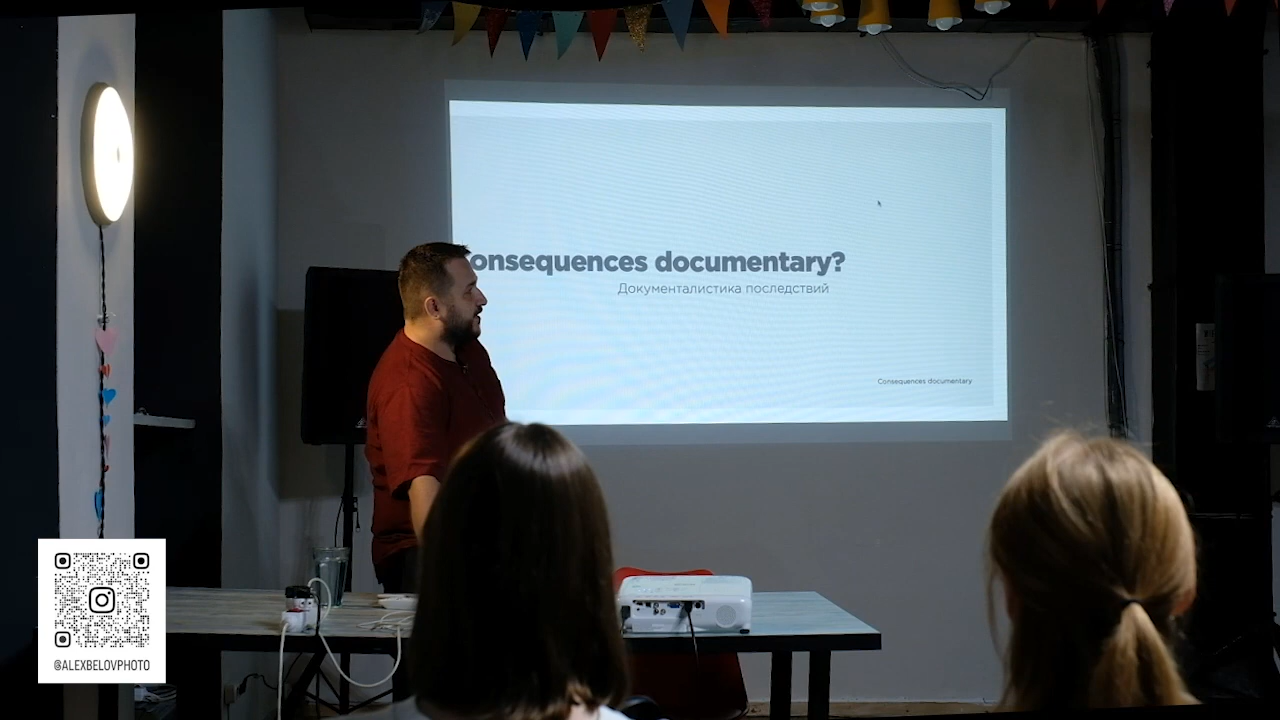 onsequences documentary?
Документалистика последствий
Consequences documentary
@ALEXBELOVPHOTO